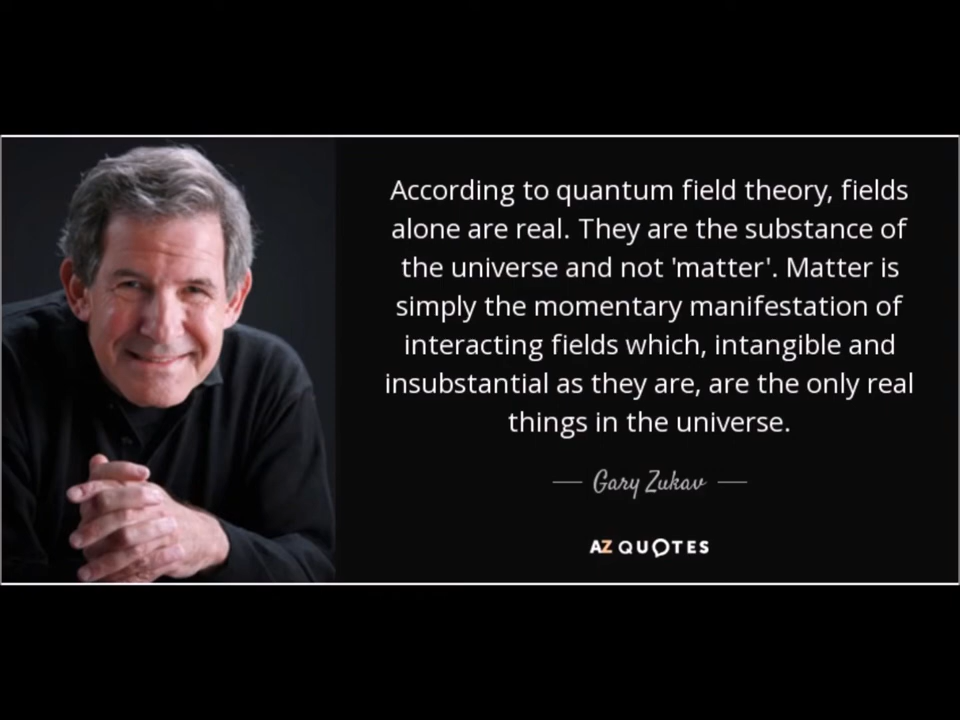 According to quantum field theory, fields
alone are real. They are the substance of
the universe and not 'matter'. Matter is
simply the momentary manifestation of
interacting fields which, intangible and
insubstantial as they are, are the only real
things in the universe.
Gary Zukav
AZ QUOTES